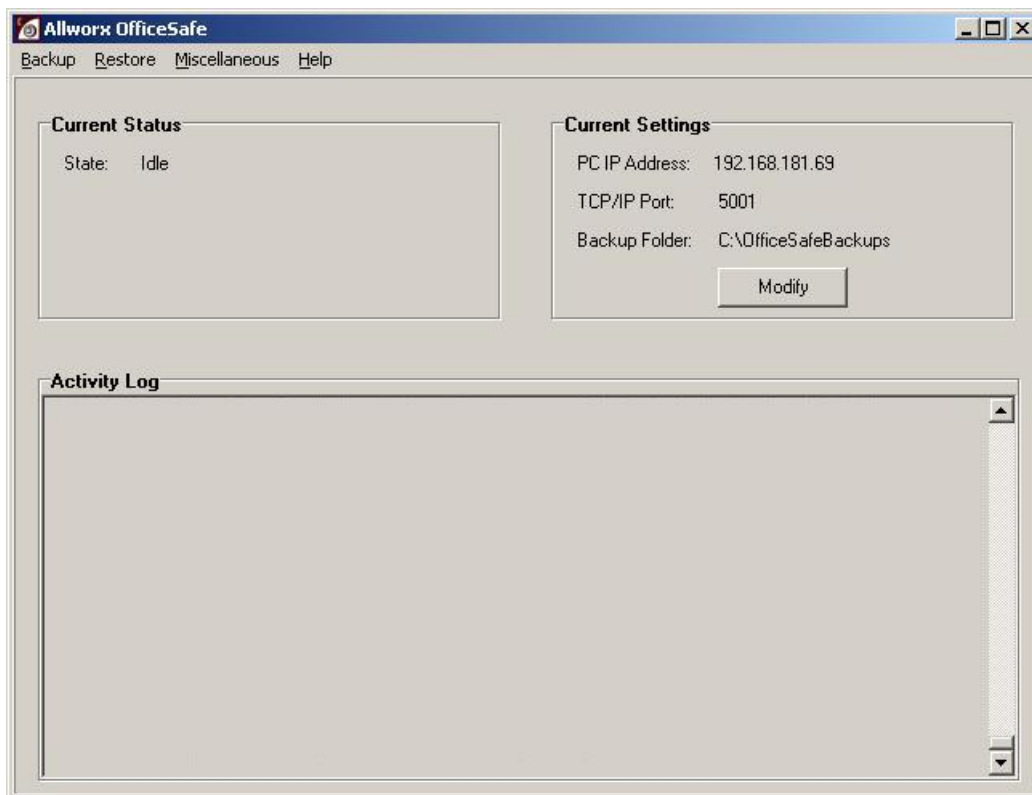 Allworx OfficeSafe
Backup Restore Miscellaneous Help
Current Status
State: Idle
Current Settings
PC IP Address: 192.168.181.69
TCP/IP Port: 5001
Backup Folder: C:\OfficeSafeBackups
Modify
Activity Log